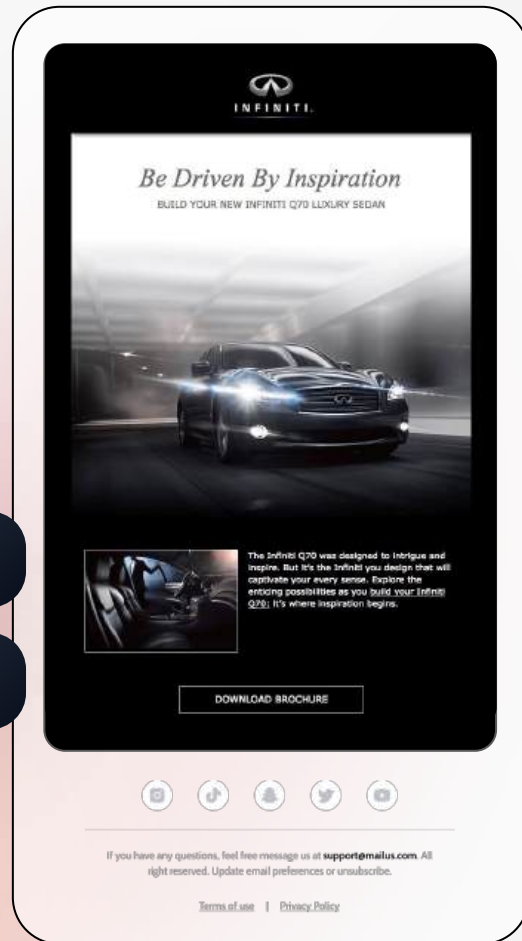 INFINITI.
Be Driven By Inspiration
BUILD YOUR NEW INFINITI Q70 LUXURY SEDAN
The Infiniti Q70 was designed to intrigue and
inspire. But it's the Infiniti you design that will
captivate your every sense. Explore the
enticing possibilities as you build your Infiniti
Q70; it's where inspiration begins.
DOWNLOAD BROCHURE
If you have any questions, feel free message us at support@mailus.com. All
right reserved. Update email preferences or unsubscribe.
Terms of use | Privacy Policy